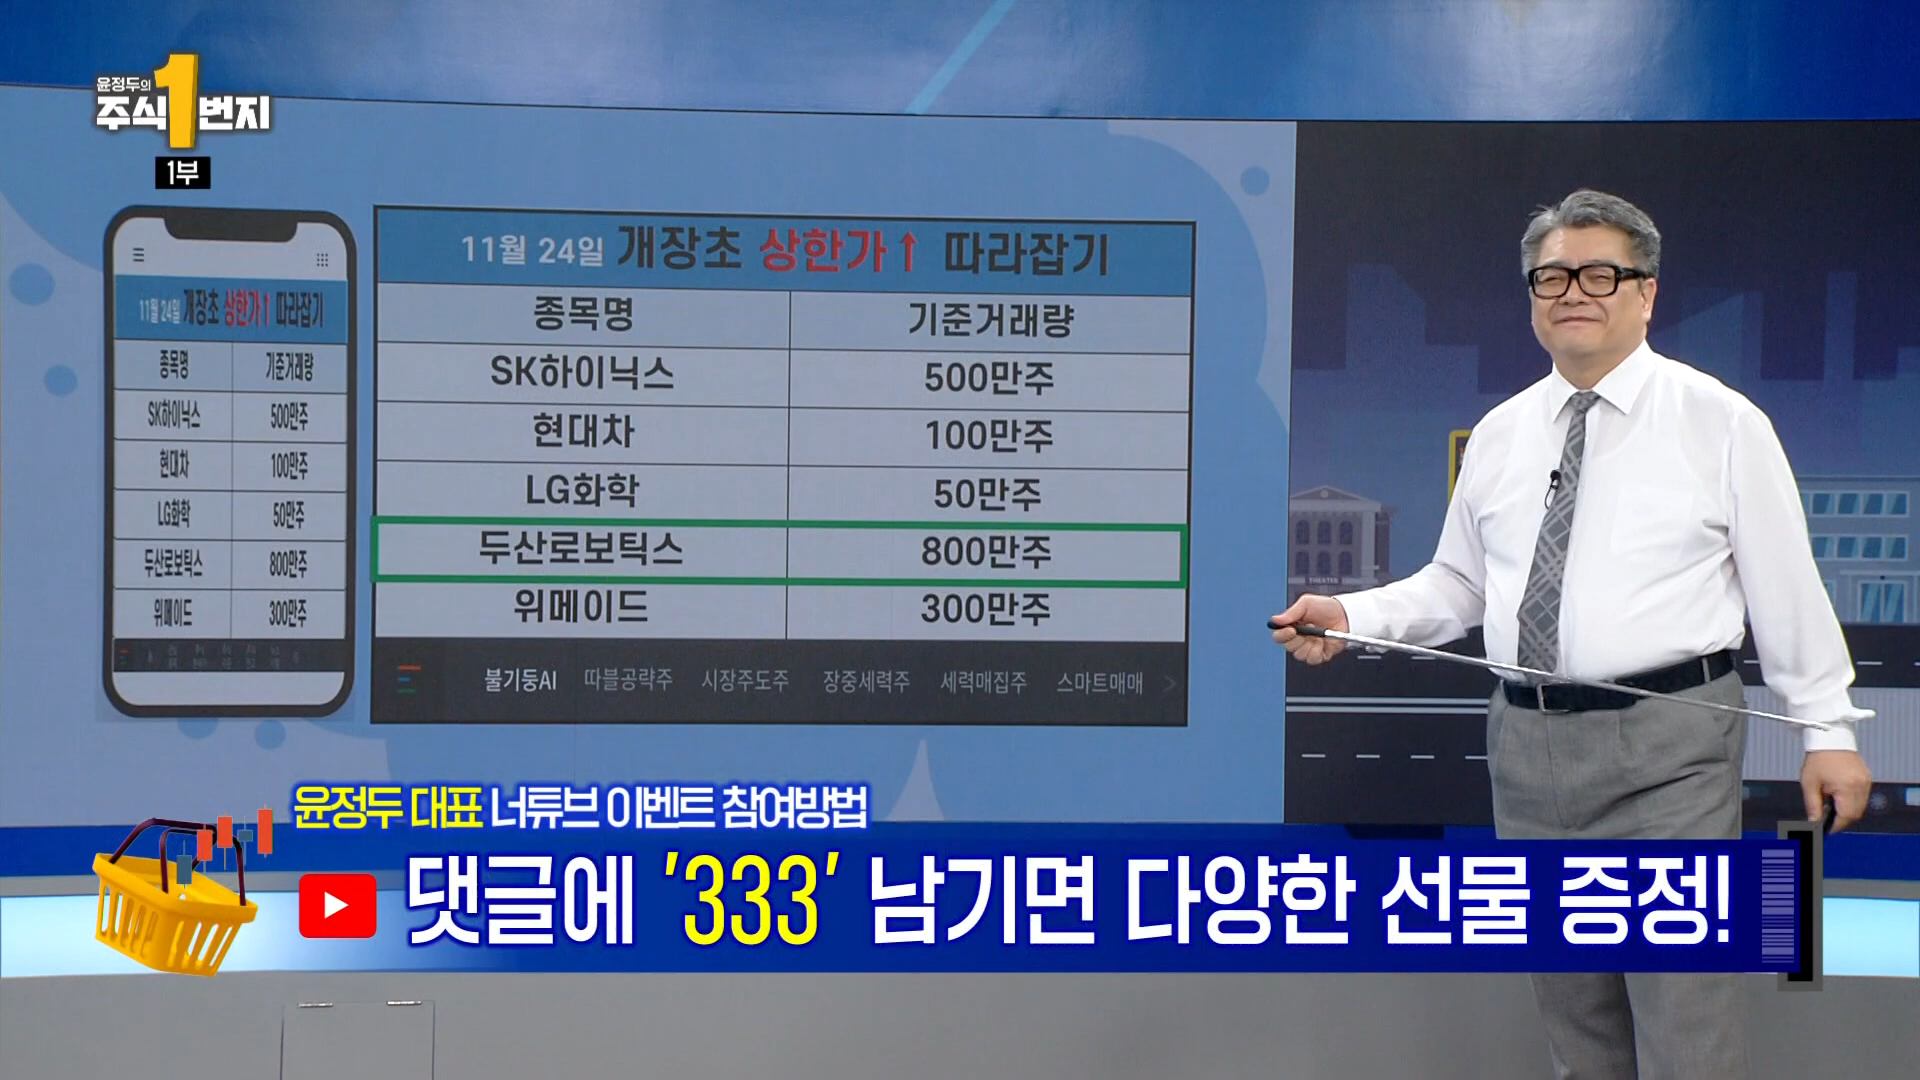 윤정두의
주식1번지
1부
11월 24일 개장초 상한가↑ 따라잡기
종목명 기준거래량
SK하이닉스 500만주
현대차 100만주
LG화학 50만주
두산로보틱스 800만주
위메이드 300만주
11월 24일 개장초 상한가↑ 따라잡기
종목명 기준거래량
SK하이닉스 500만주
현대차 100만주
LG화학 50만주
두산로보틱스 800만주
위메이드 300만주
불기둥AI 따블공략주 시장주도주 장중세력주 세력매집주 스마트매매
THEATER
윤정두 대표 너튜브 이벤트 참여방법
댓글에 '333' 남기면 다양한 선물 증정!